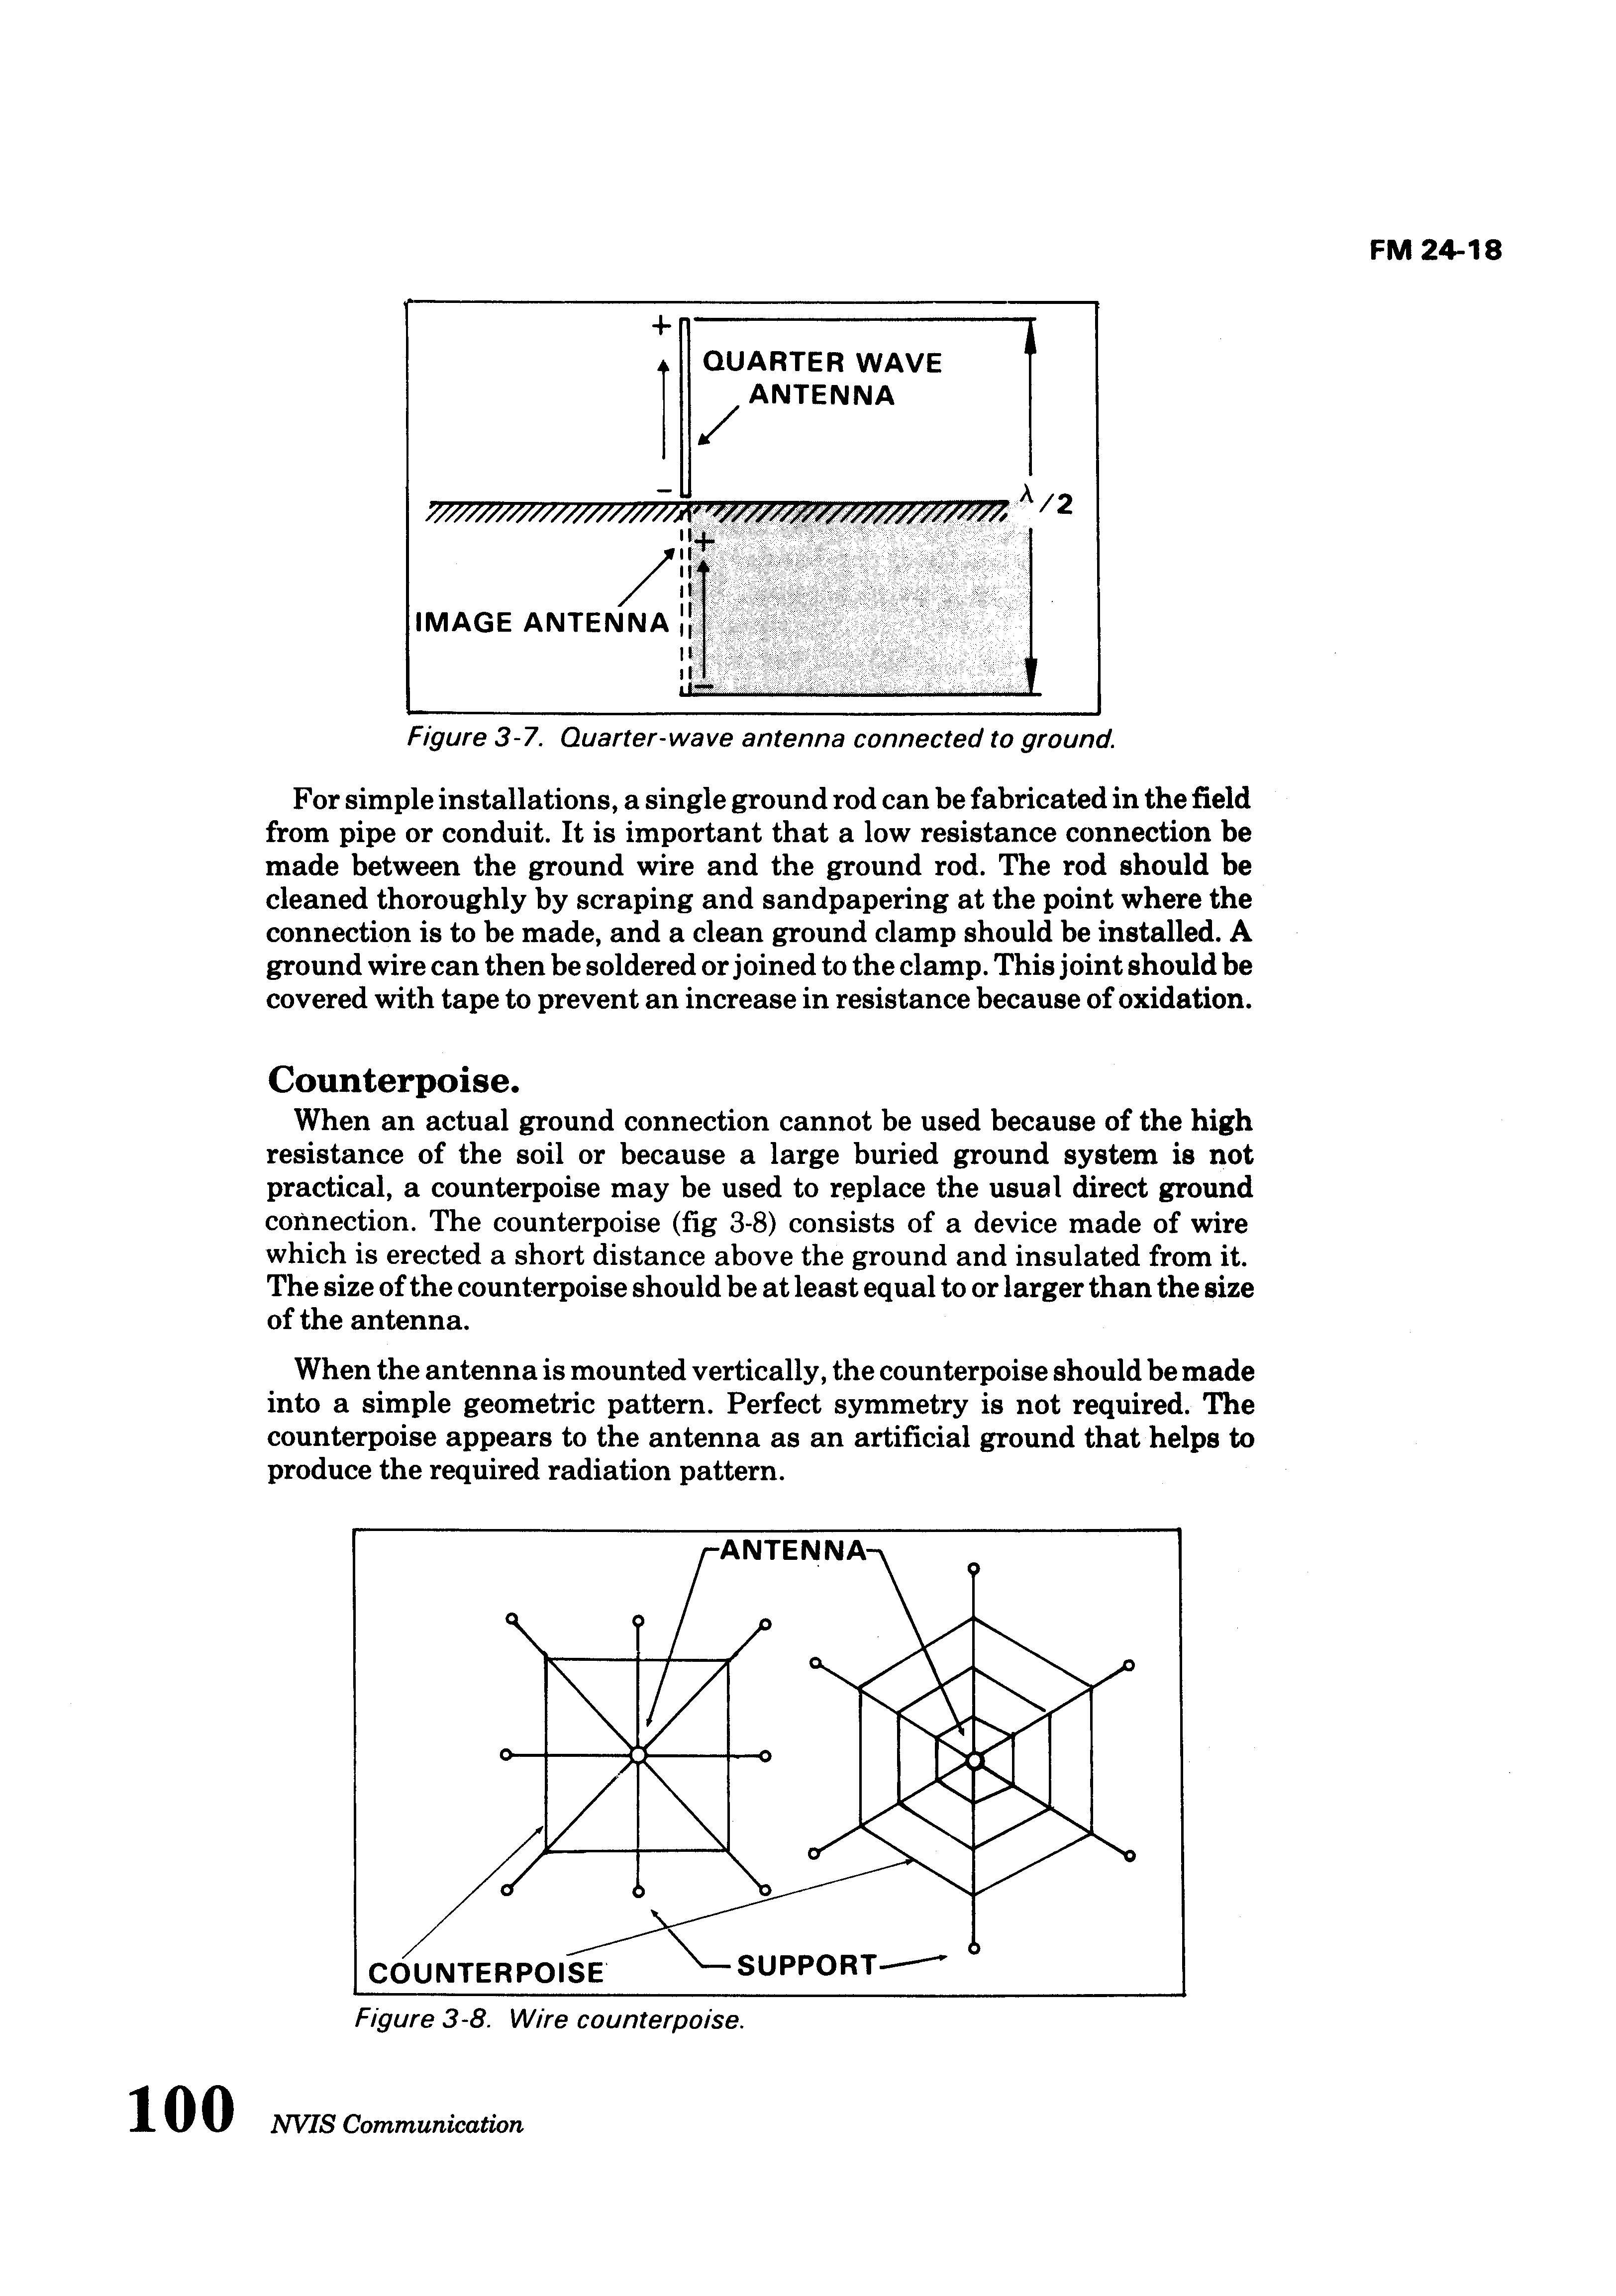 FM 24-18
+
QUARTER WAVE
ANTENNA
−
λ/2
+
IMAGE ANTENNA
−
Figure 3-7. Quarter-wave antenna connected to ground.
For simple installations, a single ground rod can be fabricated in the field
from pipe or conduit. It is important that a low resistance connection be
made between the ground wire and the ground rod. The rod should be
cleaned thoroughly by scraping and sandpapering at the point where the
connection is to be made, and a clean ground clamp should be installed. A
ground wire can then be soldered or joined to the clamp. This joint should be
covered with tape to prevent an increase in resistance because of oxidation.
Counterpoise.
When an actual ground connection cannot be used because of the high
resistance of the soil or because a large buried ground system is not
practical, a counterpoise may be used to replace the usual direct ground
connection. The counterpoise (fig 3-8) consists of a device made of wire
which is erected a short distance above the ground and insulated from it.
The size of the counterpoise should be at least equal to or larger than the size
of the antenna.
When the antenna is mounted vertically, the counterpoise should be made
into a simple geometric pattern. Perfect symmetry is not required. The
counterpoise appears to the antenna as an artificial ground that helps to
produce the required radiation pattern.
ANTENNA
COUNTERPOISE
SUPPORT
Figure 3-8. Wire counterpoise.
100 NVIS Communication